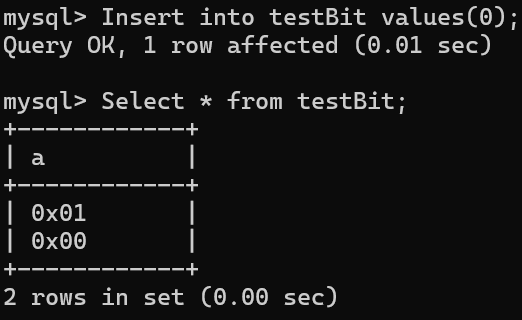 mysql> Insert into testBit values(0);
Query OK, 1 row affected (0.01 sec)

mysql> Select * from testBit;
+------------+
| a          |
+------------+
| 0x01       |
| 0x00       |
+------------+
2 rows in set (0.00 sec)